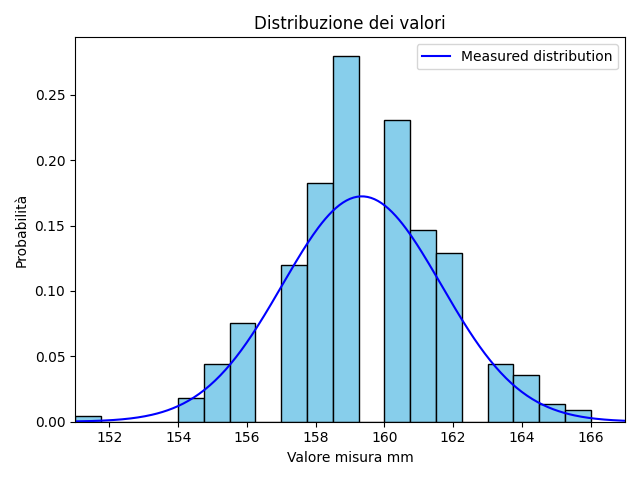 Distribuzione dei valori
Measured distribution
Probabilità
0.25
0.20
0.15
0.10
0.05
0.00
152 154 156 158 160 162 164 166
Valore misura mm